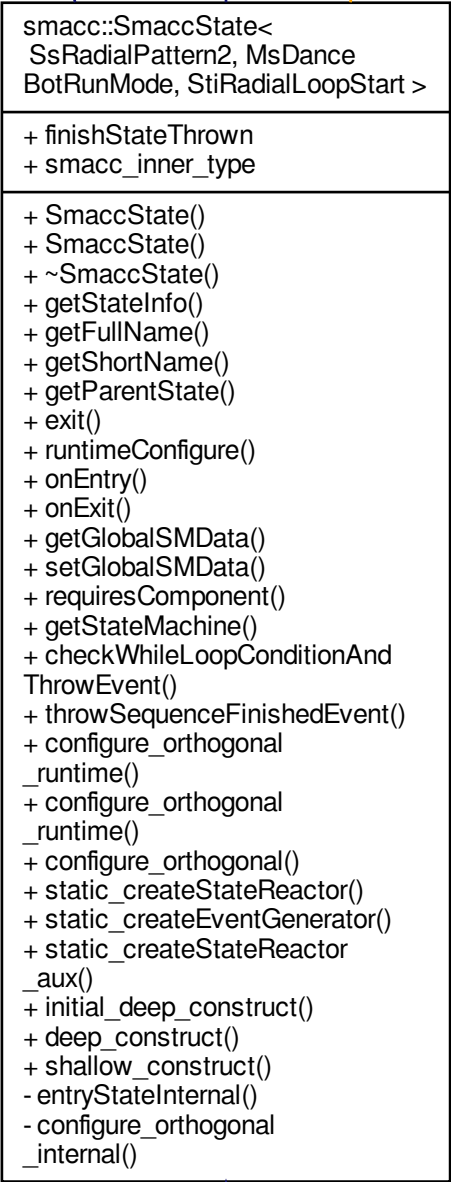 smacc::SmaccState<
SsRadialPattern2, MsDance
BotRunMode, StiRadialLoopStart >
+ finishStateThrown
+ smacc_inner_type
+ SmaccState()
+ SmaccState()
+ ~SmaccState()
+ getStateInfo()
+ getFullName()
+ getShortName()
+ getParentState()
+ exit()
+ runtimeConfigure()
+ onEntry()
+ onExit()
+ getGlobalSMData()
+ setGlobalSMData()
+ requiresComponent()
+ getStateMachine()
+ checkWhileLoopConditionAnd
ThrowEvent()
+ throwSequenceFinishedEvent()
+ configure_orthogonal
_runtime()
+ configure_orthogonal
_runtime()
+ configure_orthogonal()
+ static_createStateReactor()
+ static_createEventGenerator()
+ static_createStateReactor
_aux()
+ initial_deep_construct()
+ deep_construct()
+ shallow_construct()
- entryStateInternal()
- configure_orthogonal
_internal()